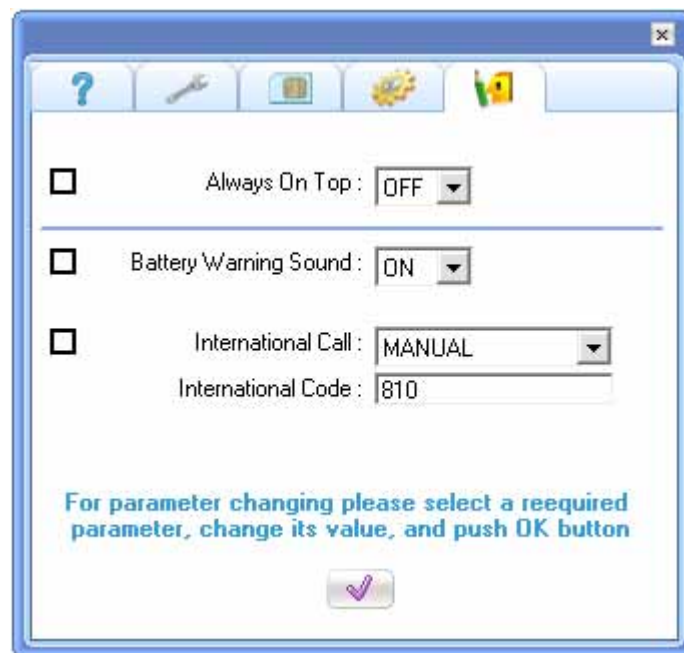 Always On Top : OFF
Battery Warning Sound : ON
International Call : MANUAL
International Code : 810
For parameter changing please select a reequired
parameter, change its value, and push OK button